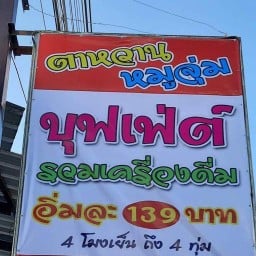 ตาหวาน
หมูจุ่ม
บุฟเฟ่ต์
รวมเครื่องดื่ม
อิ่มละ 139 บาท
4 โมงเย็น ถึง 4 ทุ่ม